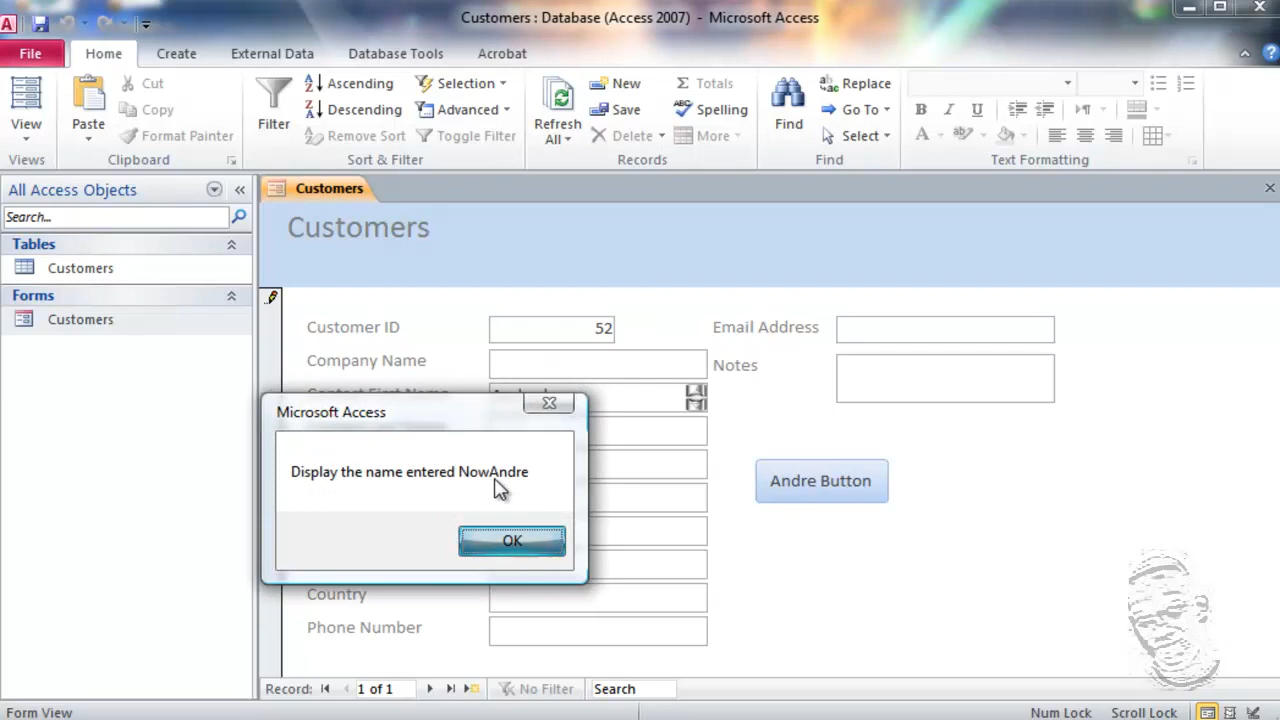 Customers : Database (Access 2007) - Microsoft Access
File Home Create External Data Database Tools Acrobat
View
Views
Paste
Cut
Copy
Format Painter
Clipboard
Filter
Ascending
Descending
Remove Sort
Selection
Advanced
Toggle Filter
Sort & Filter
Refresh
All
New
Save
Delete
Totals
Spelling
More
Records
Find
Replace
Go To
Select
Find
B I U
A
Text Formatting
All Access Objects
Search...
Tables
Customers
Forms
Customers
Customers
Customers
Customer ID 52
Company Name
Email Address
Notes
Andre Button
Microsoft Access
Display the name entered NowAndre
OK
Country
Phone Number
Record: 1 of 1 No Filter Search
Form View Num Lock Scroll Lock